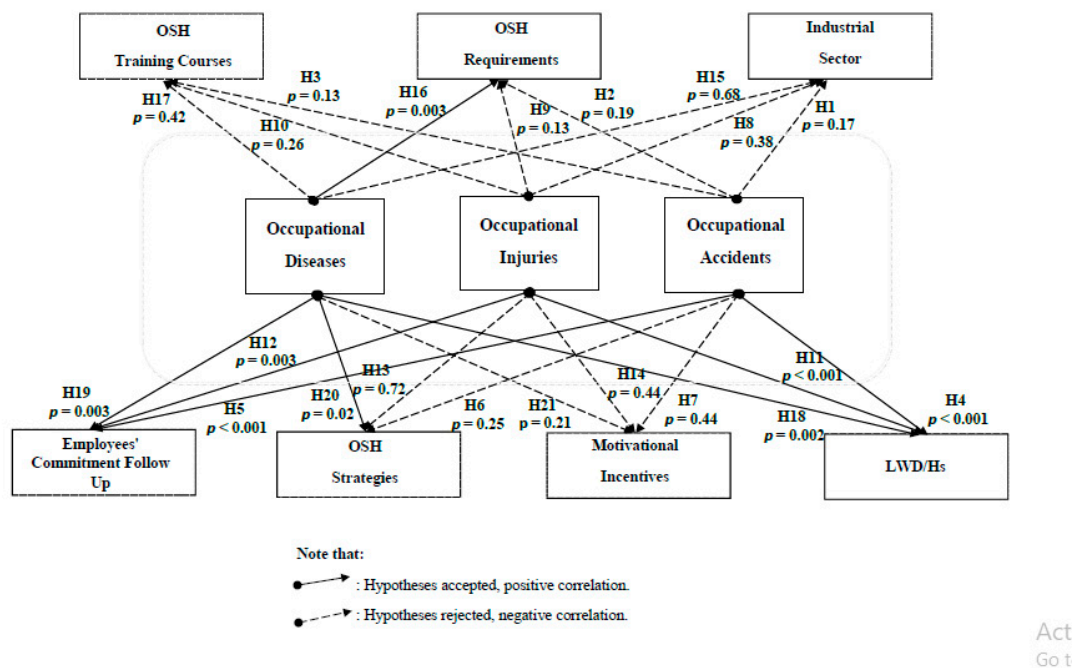 OSH
Training Courses
OSH
Requirements
Industrial
Sector
H17
p = 0.42
H3
p = 0.13
H16
p = 0.003
H9
p = 0.13
H2
p = 0.19
H15
p = 0.68
H1
p = 0.17
H10
p = 0.26
H8
p = 0.38
Occupational
Diseases
Occupational
Injuries
Occupational
Accidents
H12
p = 0.003
H13
p = 0.72
H14
p = 0.44
H11
p < 0.001
H19
p = 0.003
H5
p < 0.001
H20
p = 0.02
H6
p = 0.25
H21
p = 0.21
H7
p = 0.44
H18
p = 0.002
H4
p < 0.001
Employees'
Commitment Follow
Up
OSH
Strategies
Motivational
Incentives
LWD/Hs
Note that:
: Hypotheses accepted, positive correlation.
: Hypotheses rejected, negative correlation.
Act
Go t